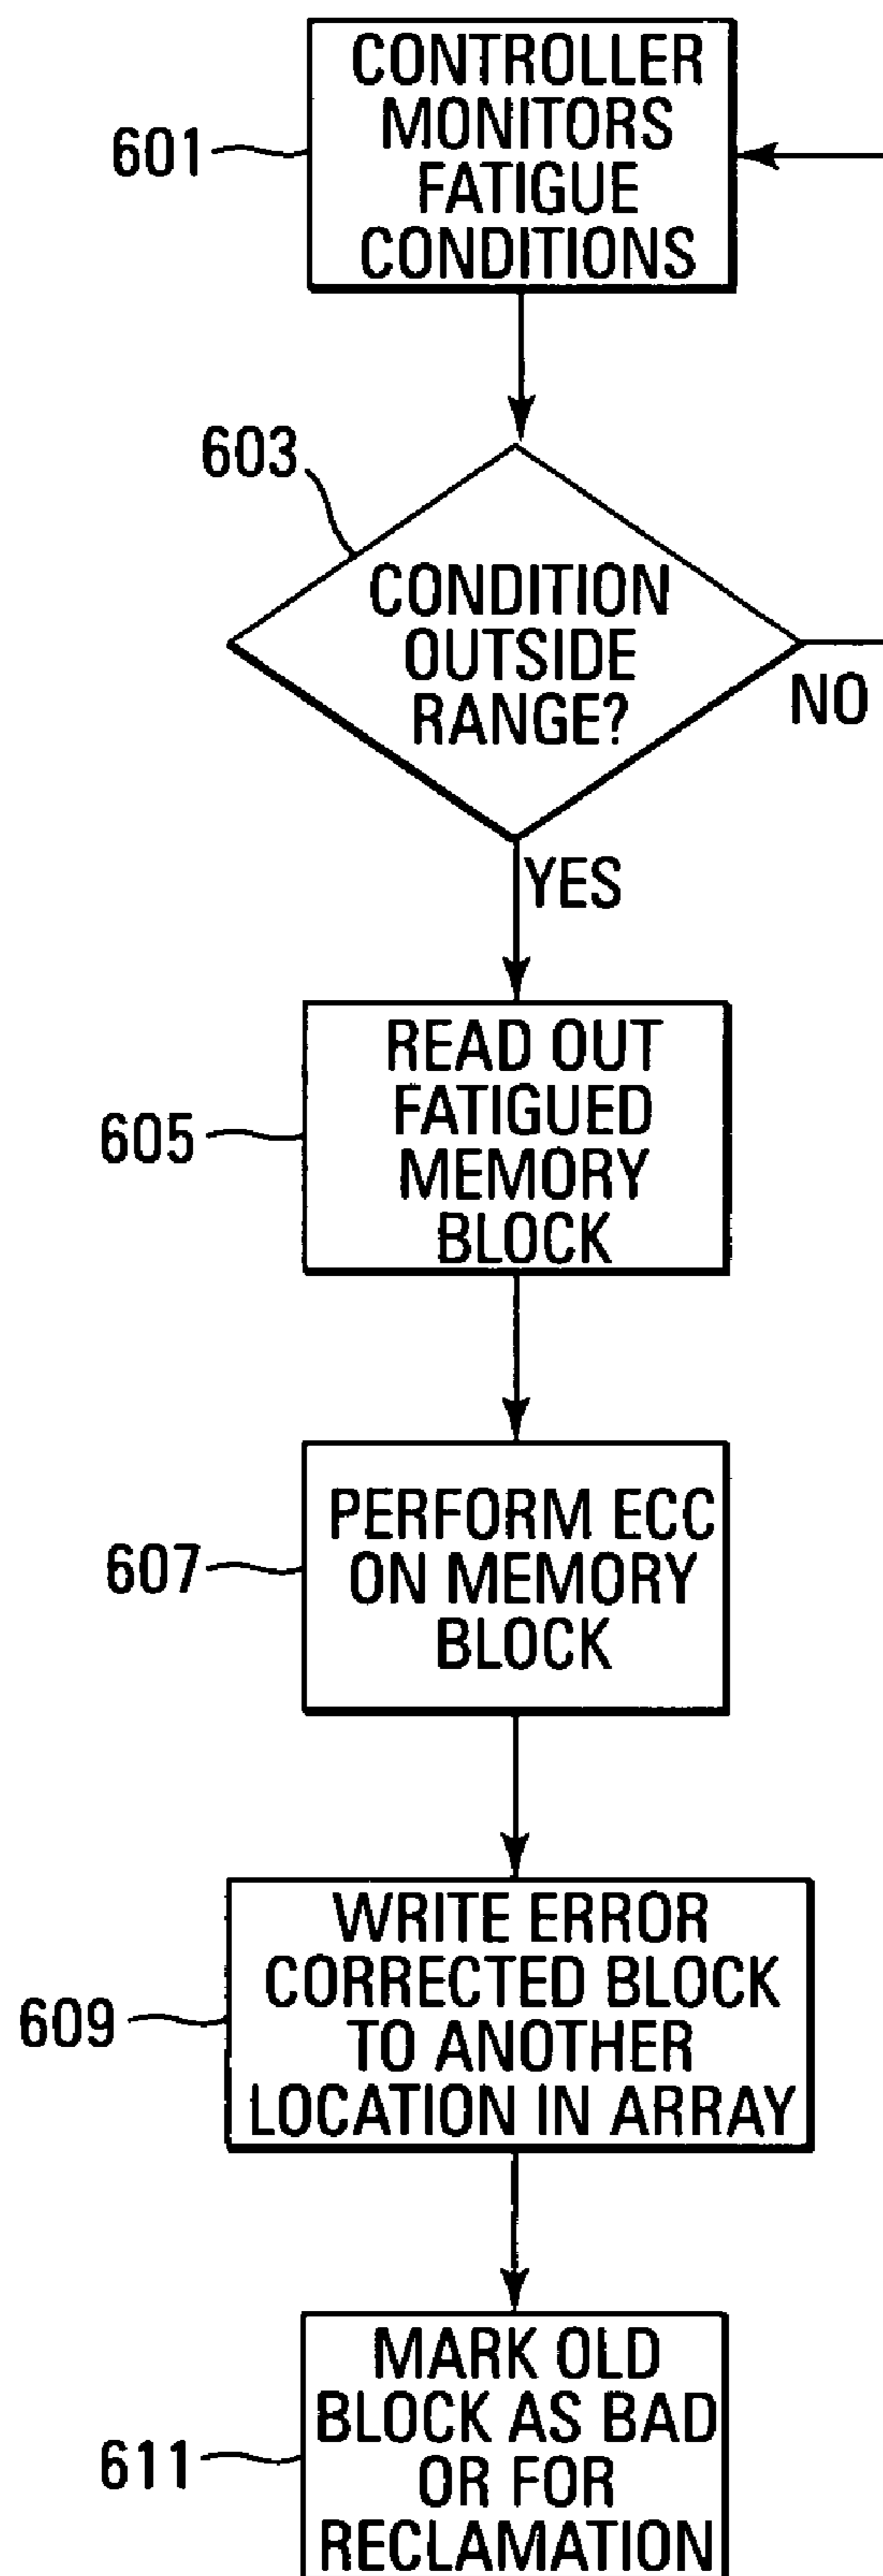 CONTROLLER
MONITORS
FATIGUE
CONDITIONS
601
603
CONDITION
OUTSIDE
RANGE?
NO
YES
READ OUT
FATIGUED
MEMORY
BLOCK
605
PERFORM ECC
ON MEMORY
BLOCK
607
WRITE ERROR
CORRECTED BLOCK
TO ANOTHER
LOCATION IN ARRAY
609
MARK OLD
BLOCK AS BAD
OR FOR
RECLAMATION
611